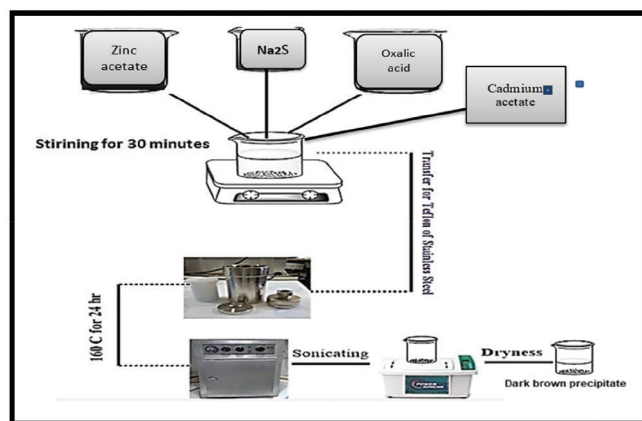 Zinc
acetate
Na2S
Oxalic
acid
Cadmium
acetate
Stirining for 30 minutes
Transfer for Teflon of Stainless Steel
160 C for 24 hr
Sonicating
Dryness
POWER
Dark brown precipitate